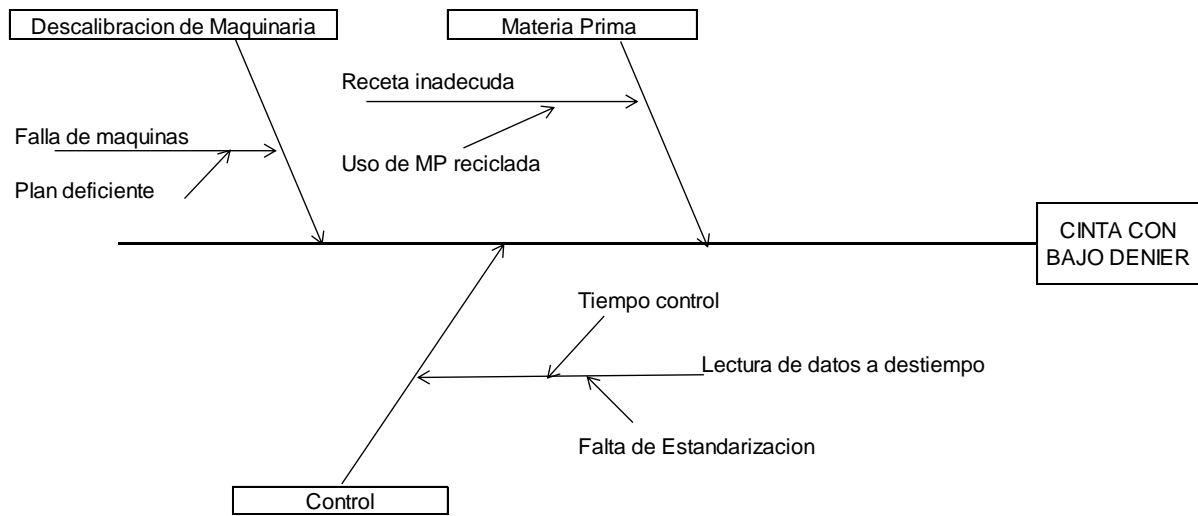 Descalibracion de Maquinaria
Materia Prima
Receta inadecuda
Falla de maquinas
Uso de MP reciclada
Plan deficiente
CINTA CON
BAJO DENIER
Tiempo control
Lectura de datos a destiempo
Falta de Estandarizacion
Control